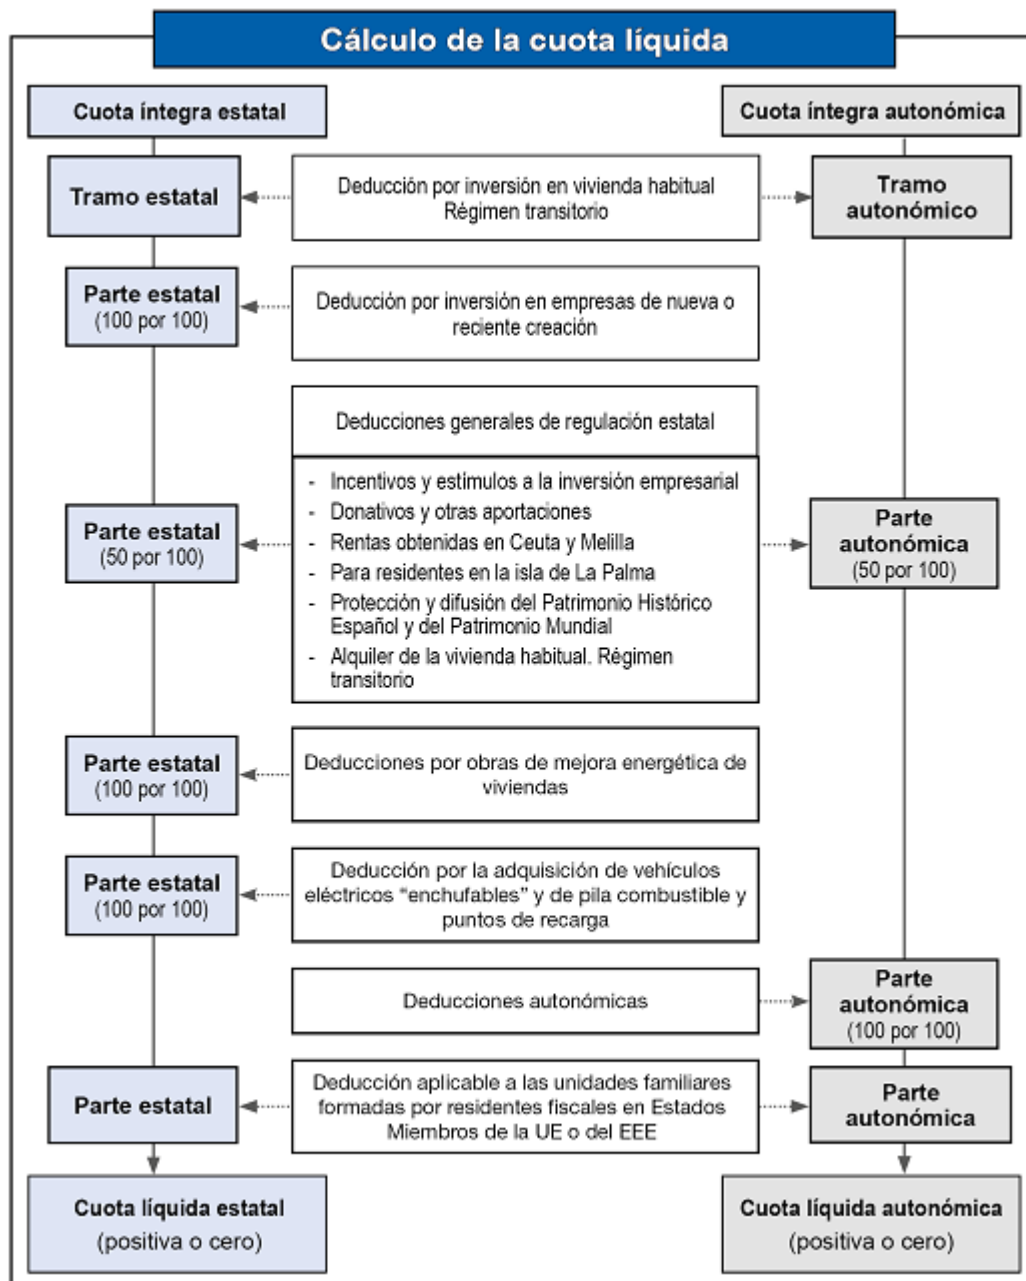 Cálculo de la cuota líquida
Cuota íntegra estatal
Cuota íntegra autonómica
Tramo estatal
Deducción por inversión en vivienda habitual
Régimen transitorio
Tramo
autonómico
Parte estatal
(100 por 100)
Deducción por inversión en empresas de nueva o
reciente creación
Deducciones generales de regulación estatal
- Incentivos y estímulos a la inversión empresarial
- Donativos y otras aportaciones
- Rentas obtenidas en Ceuta y Melilla
- Para residentes en la isla de La Palma
- Protección y difusión del Patrimonio Histórico
Español y del Patrimonio Mundial
- Alquiler de la vivienda habitual. Régimen
transitorio
Parte estatal
(50 por 100)
Parte
autonómica
(50 por 100)
Parte estatal
(100 por 100)
Deducciones por obras de mejora energética de
viviendas
Parte estatal
(100 por 100)
Deducción por la adquisición de vehículos
eléctricos “enchufables” y de pila combustible y
puntos de recarga
Deducciones autonómicas
Parte
autonómica
(100 por 100)
Parte estatal
Deducción aplicable a las unidades familiares
formadas por residentes fiscales en Estados
Miembros de la UE o del EEE
Parte
autonómica
Cuota líquida estatal
(positiva o cero)
Cuota líquida autonómica
(positiva o cero)